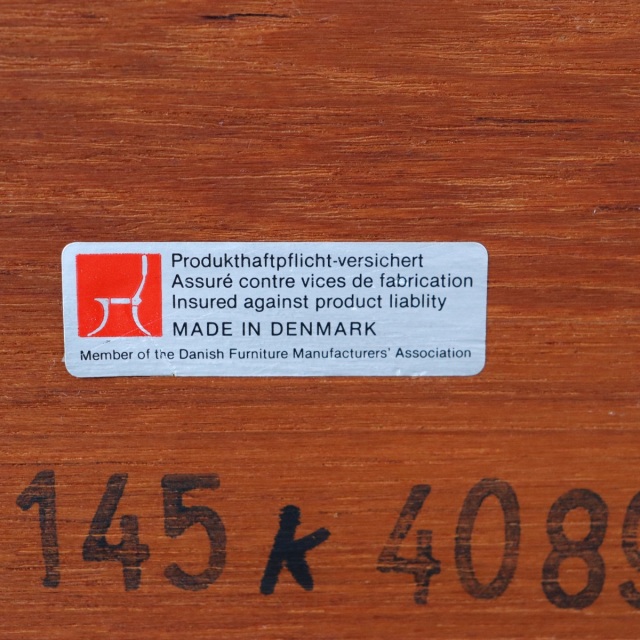 Produkthaftpflicht-versichert
Assuré contre vices de fabrication
Insured against product liablity
MADE IN DENMARK
Member of the Danish Furniture Manufacturers' Association
145 K 4089